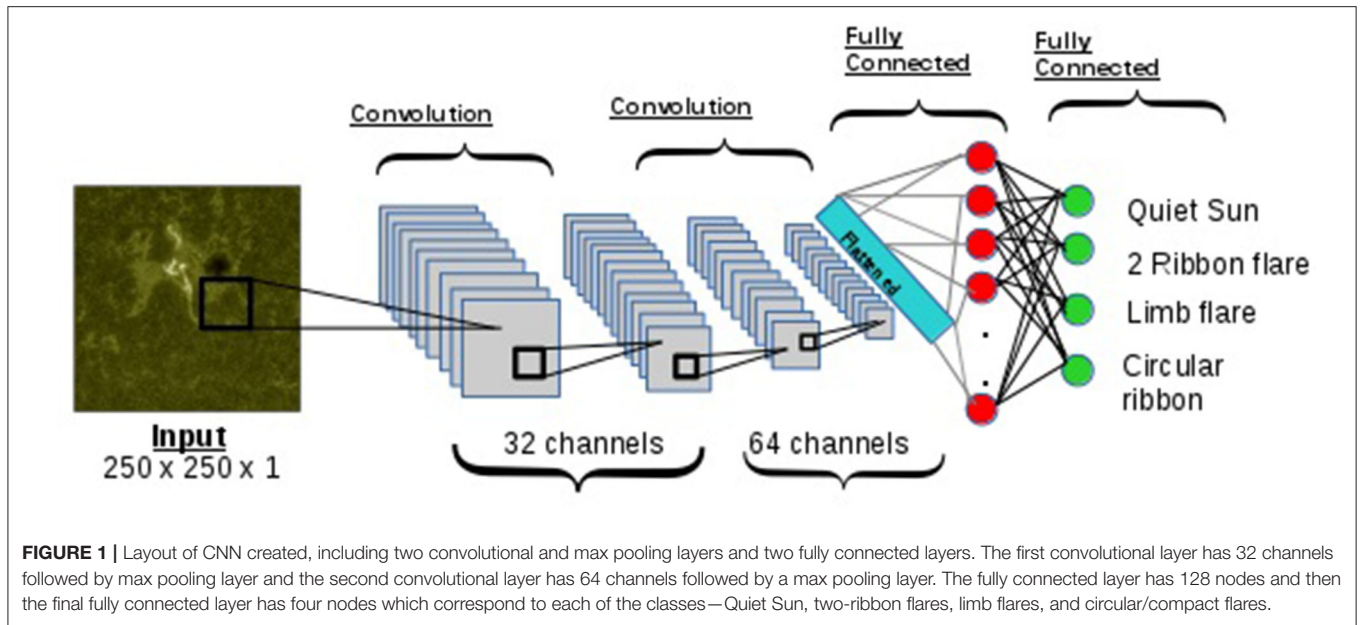 Convolution
Convolution
Fully
Connected
Fully
Connected
Flattened
Quiet Sun
2 Ribbon flare
Limb flare
Circular
ribbon
Input
250 x 250 x 1
32 channels
64 channels
FIGURE 1 | Layout of CNN created, including two convolutional and max pooling layers and two fully connected layers. The first convolutional layer has 32 channels
followed by max pooling layer and the second convolutional layer has 64 channels followed by a max pooling layer. The fully connected layer has 128 nodes and then
the final fully connected layer has four nodes which correspond to each of the classes—Quiet Sun, two-ribbon flares, limb flares, and circular/compact flares.